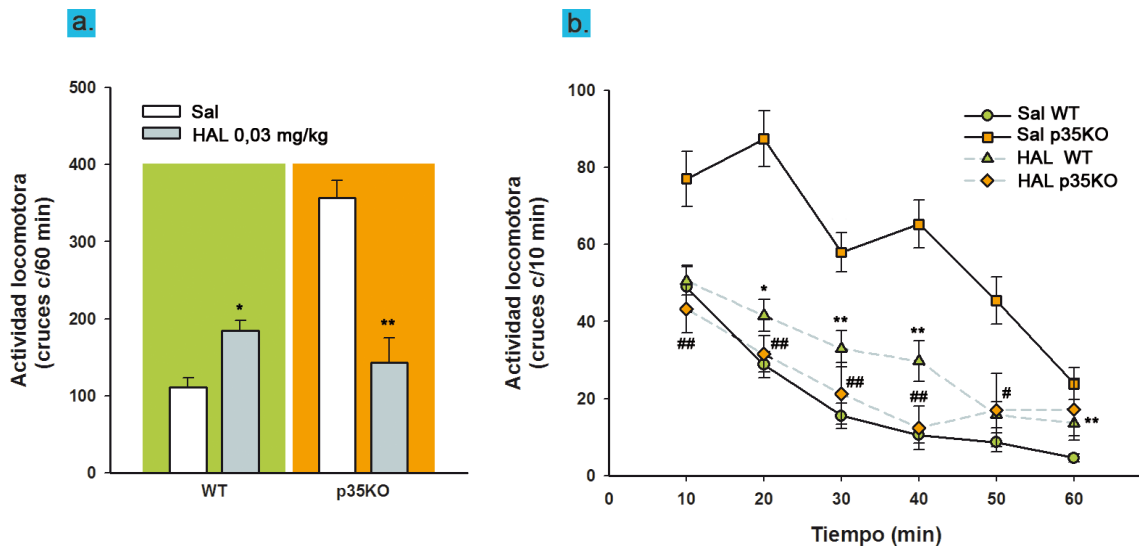 a.
500
400
300
200
100
0
Actividad locomotora
(cruces c/60 min)
Sal
HAL 0,03 mg/kg
*
**
WT
p35KO
b.
100
80
60
40
20
0
Actividad locomotora
(cruces c/10 min)
Sal WT
Sal p35KO
HAL WT
HAL p35KO
*
**
**
##
##
##
##
#
**
10
20
30
40
50
60
Tiempo (min)